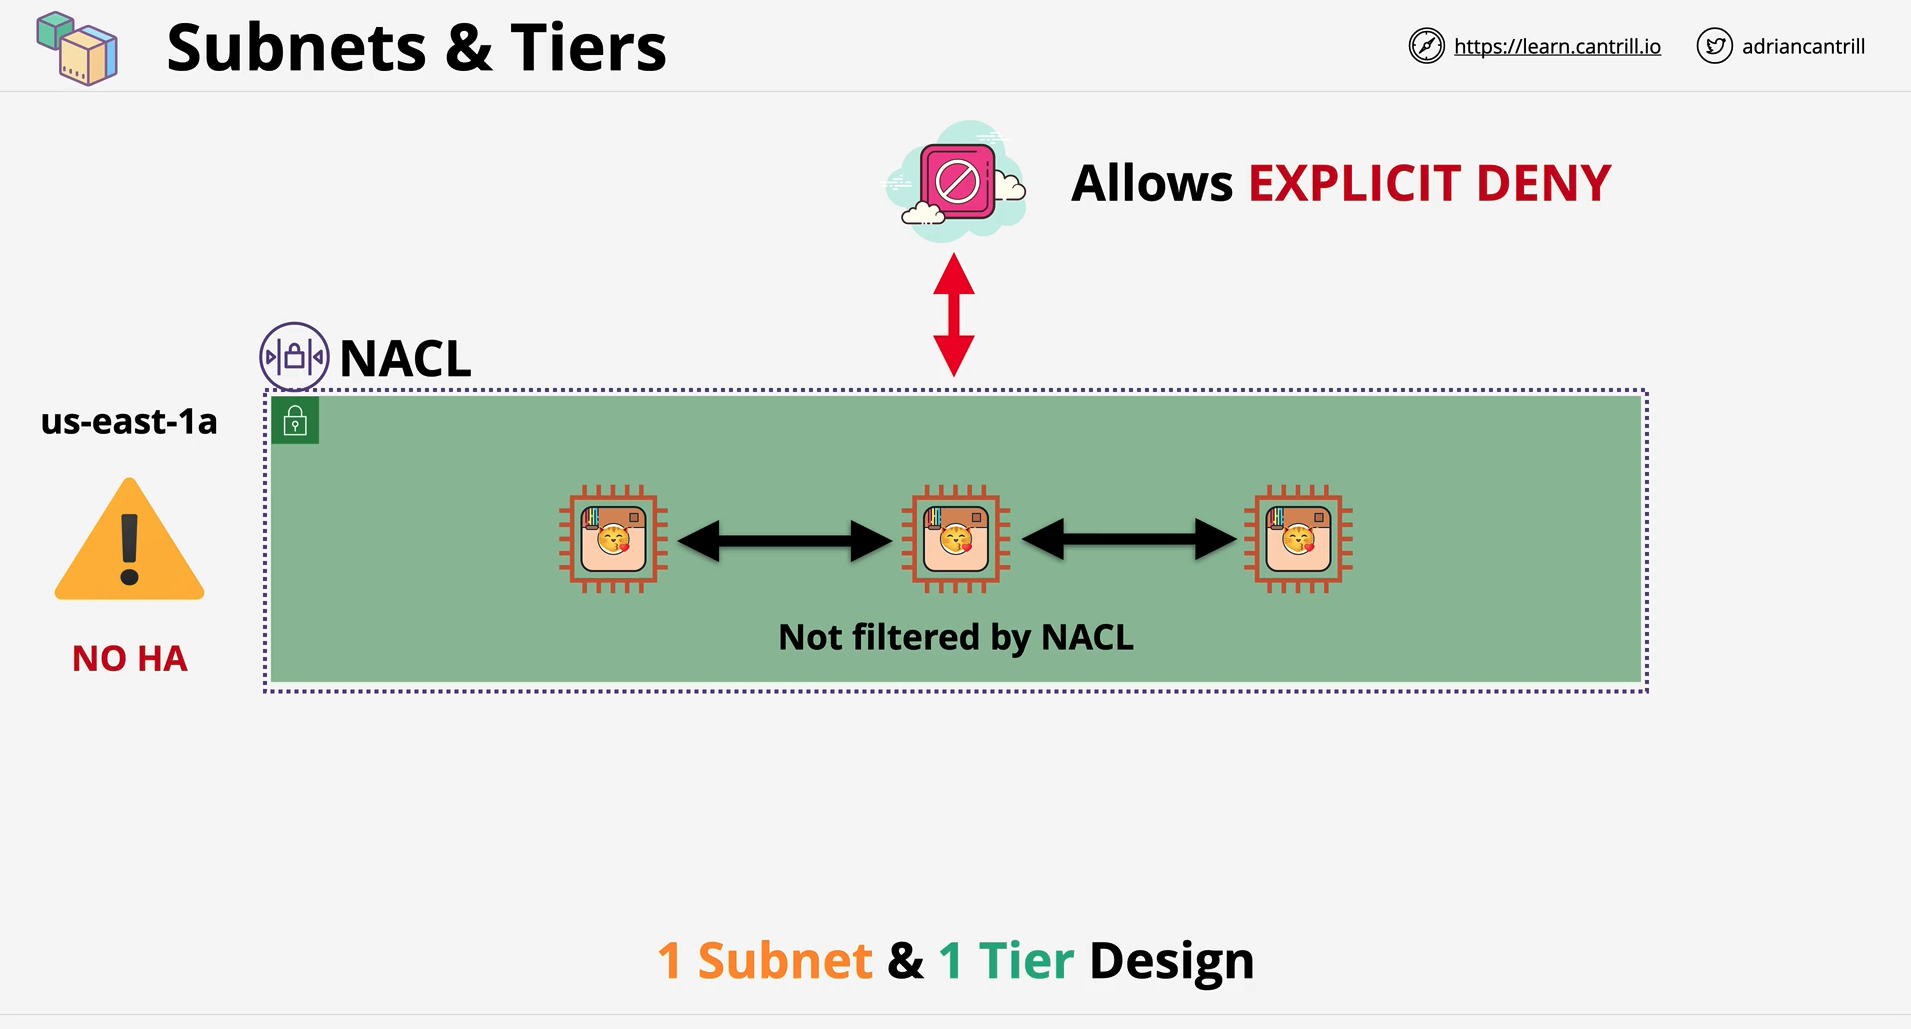 Subnets & Tiers
https://learn.cantrill.io
adriancantrill
Allows EXPLICIT DENY
NACL
us-east-1a
NO HA
Not filtered by NACL
1 Subnet & 1 Tier Design